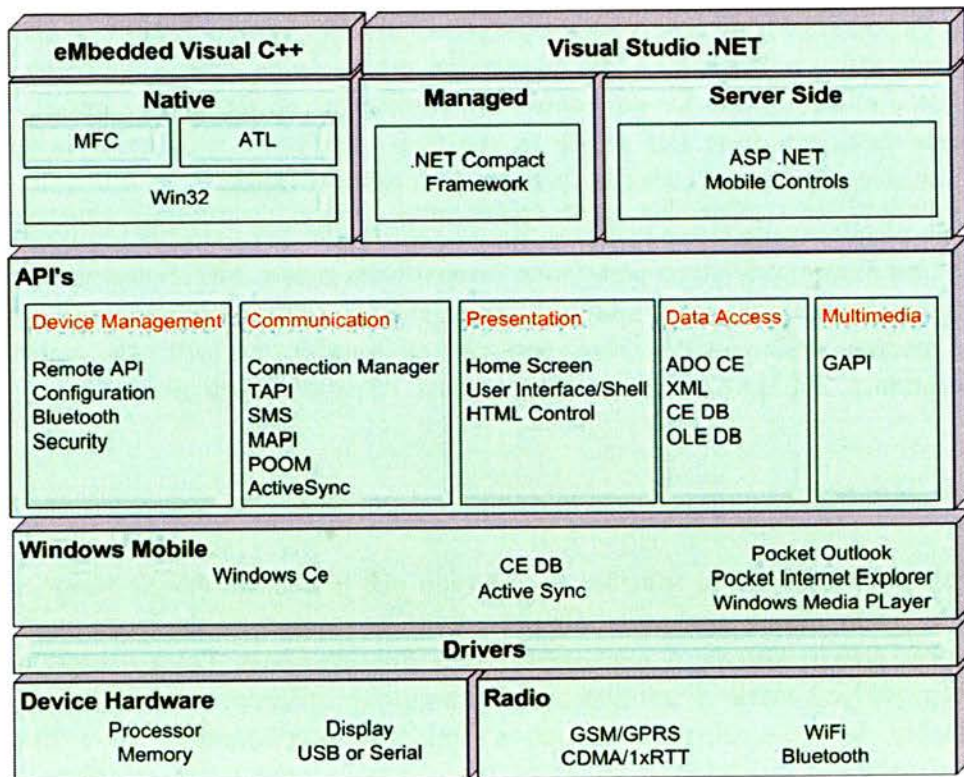 eMbedded Visual C++
Visual Studio .NET
Native
MFC
ATL
Win32
Managed
.NET Compact
Framework
Server Side
ASP .NET
Mobile Controls
API's
Device Management
Remote API
Configuration
Bluetooth
Security
Communication
Connection Manager
TAPI
SMS
MAPI
POOM
ActiveSync
Presentation
Home Screen
User Interface/Shell
HTML Control
Data Access
ADO CE
XML
CE DB
OLE DB
Multimedia
GAPI
Windows Mobile
Windows Ce
CE DB
Active Sync
Pocket Outlook
Pocket Internet Explorer
Windows Media PLayer
Drivers
Device Hardware
Processor
Memory
Display
USB or Serial
Radio
GSM/GPRS
CDMA/1xRTT
WiFi
Bluetooth